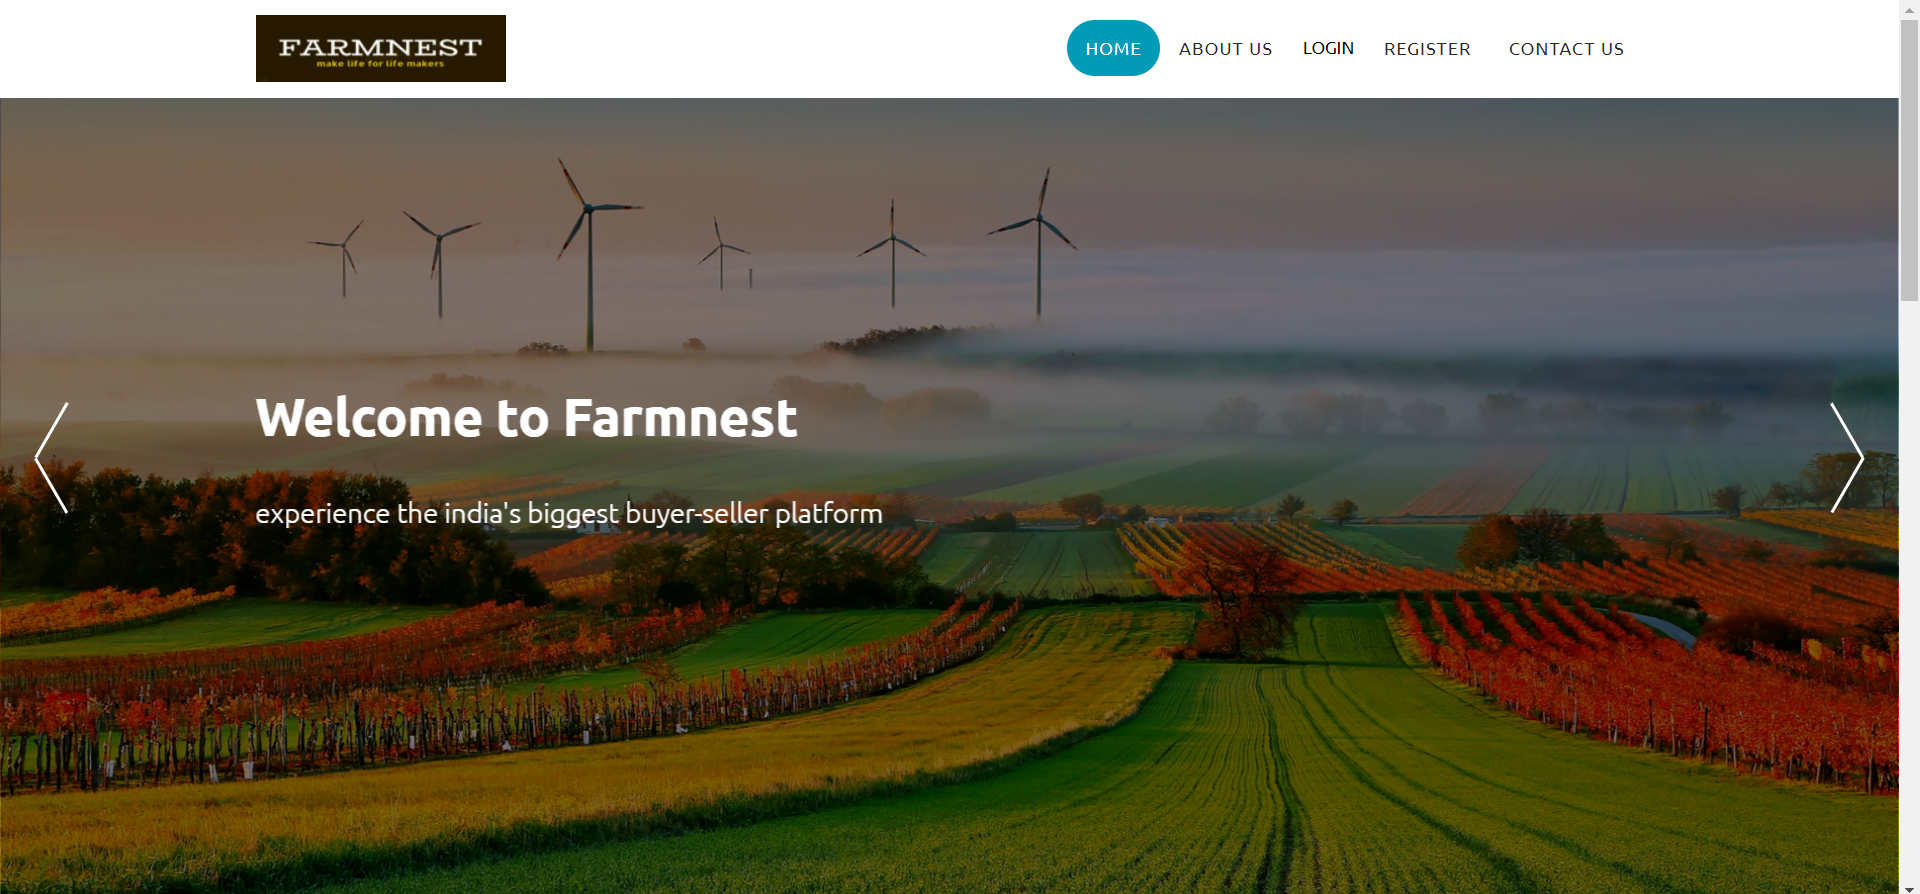 FARMNEST
make life for life makers
HOME ABOUT US LOGIN REGISTER CONTACT US
Welcome to Farmnest
experience the india's biggest buyer-seller platform